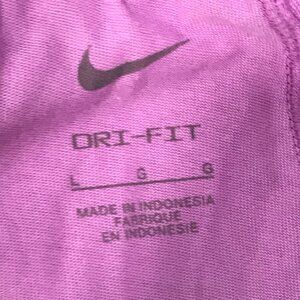 DRI-FIT
L G G
MADE IN INDONESIA
FABRIQUE
EN INDONESIE